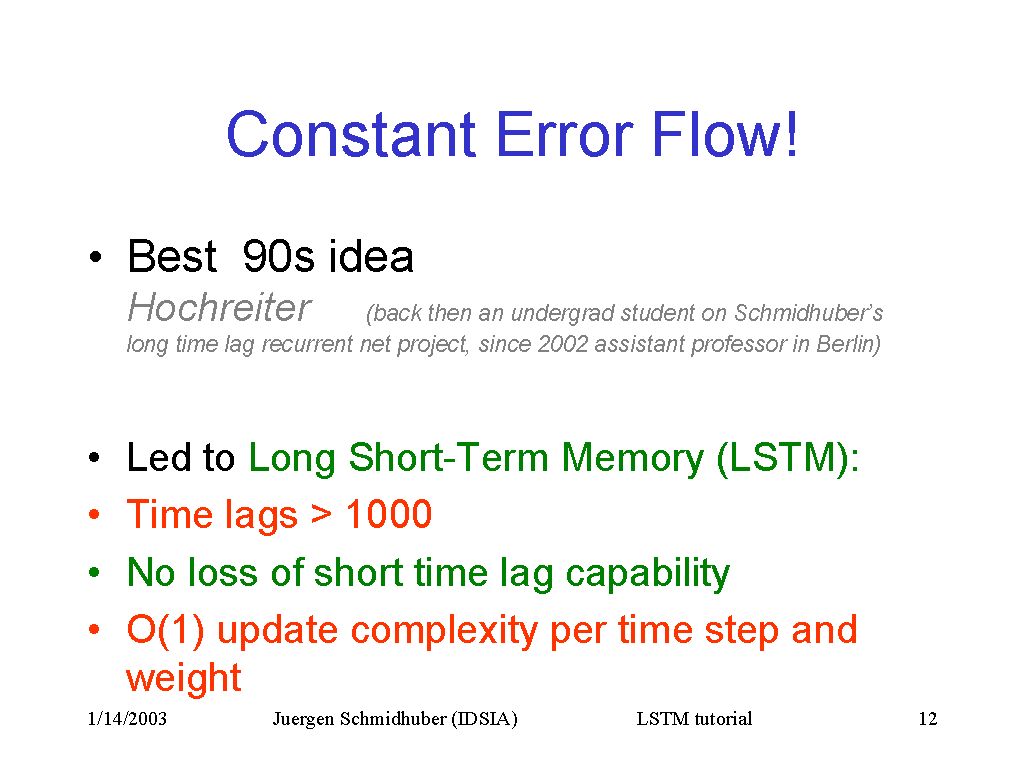 Constant Error Flow!
• Best 90s idea
Hochreiter (back then an undergrad student on Schmidhuber's
long time lag recurrent net project, since 2002 assistant professor in Berlin)
• Led to Long Short-Term Memory (LSTM):
• Time lags > 1000
• No loss of short time lag capability
• O(1) update complexity per time step and
weight
1/14/2003 Juergen Schmidhuber (IDSIA) LSTM tutorial 12